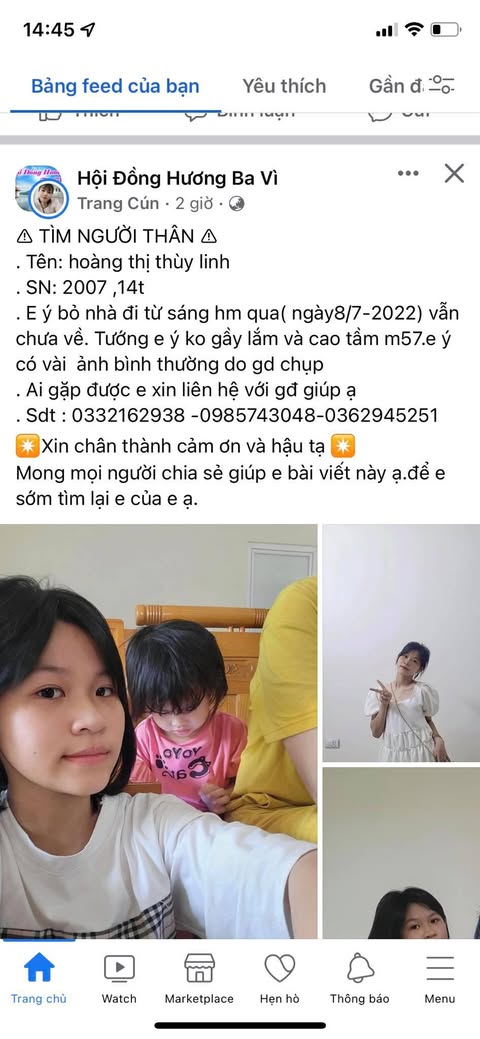 14:45
Bảng feed của bạn Yêu thích Gần đ
Hội Đồng Hương Ba Vì
Trang Cún · 2 giờ ·
⚠ TÌM NGƯỜI THÂN ⚠
. Tên: hoàng thị thùy linh
. SN: 2007 ,14t
. E ý bỏ nhà đi từ sáng hm qua( ngày8/7-2022) vẫn
chưa về. Tướng e ý ko gầy lắm và cao tầm m57.e ý
có vài ảnh bình thường do gd chụp
. Ai gặp được e xin liên hệ với gđ giúp ạ
. Sdt : 0332162938 -0985743048-0362945251
✴Xin chân thành cảm ơn và hậu tạ ✴
Mong mọi người chia sẻ giúp e bài viết này ạ.để e
sớm tìm lại e của e ạ.
YOYO
Trang chủ Watch Marketplace Hẹn hò Thông báo Menu